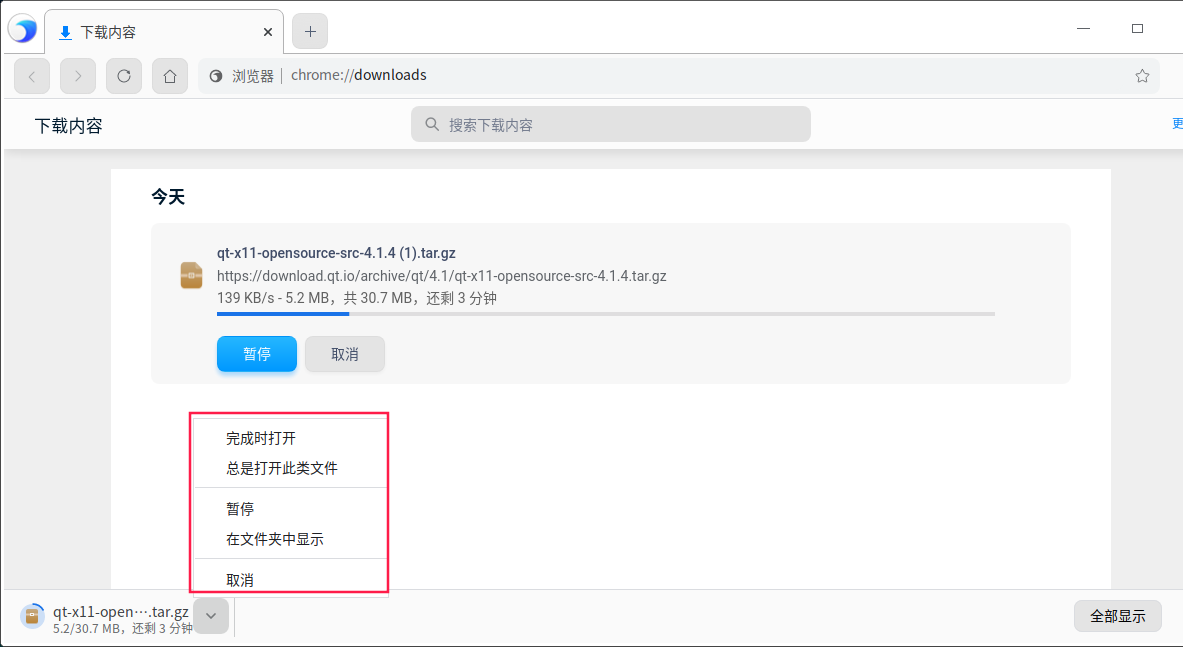 下载内容
浏览器 | chrome://downloads
下载内容
搜索下载内容
更
今天
qt-x11-opensource-src-4.1.4 (1).tar.gz
https://download.qt.io/archive/qt/4.1/qt-x11-opensource-src-4.1.4.tar.gz
139 KB/s - 5.2 MB，共 30.7 MB，还剩 3 分钟
暂停 取消
完成时打开
总是打开此类文件
暂停
在文件夹中显示
取消
qt-x11-open….tar.gz
5.2/30.7 MB，还剩 3 分钟
全部显示